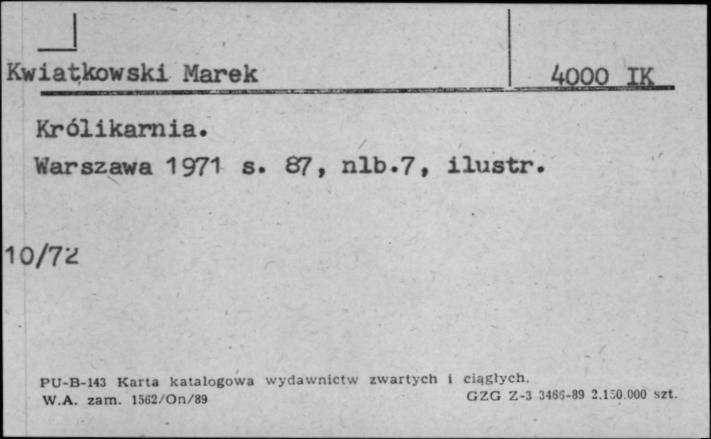 Kwiatkowski Marek 4000 IK
Królikarnia.
Warszawa 1971 s. 87, nlb.7, ilustr.
10/72
PU-B-143 Karta katalogowa wydawnictw zwartych i ciągłych.
W.A. zam. 1562/On/89 GZG Z-3 3466-89 2.150.000 szt.